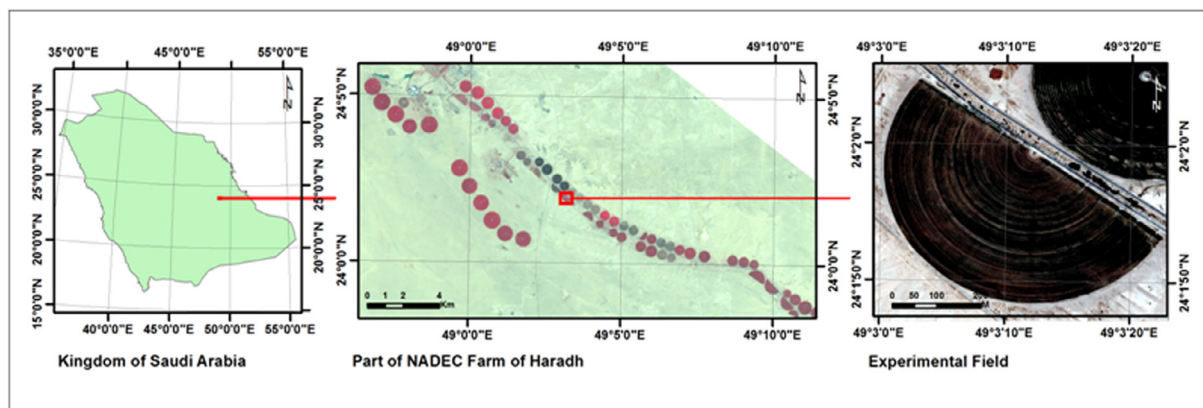 35°0'0"E 45°0'0"E 55°0'0"E
30°0'0"N 25°0'0"N 20°0'0"N 15°0'0"N
30°0'0"N 25°0'0"N 20°0'0"N
N
40°0'0"E 45°0'0"E 50°0'0"E 55°0'0"E
Kingdom of Saudi Arabia
49°0'0"E 49°5'0"E 49°10'0"E
24°5'0"N 24°0'0"N
24°5'0"N 24°0'0"N
N
0 1 2 4
Km
49°0'0"E 49°5'0"E 49°10'0"E
Part of NADEC Farm of Haradh
49°3'0"E 49°3'10"E 49°3'20"E
24°2'0"N 24°1'50"N
24°2'0"N 24°1'50"N
N
0 50 100
49°3'0"E 49°3'10"E 49°3'20"E
Experimental Field